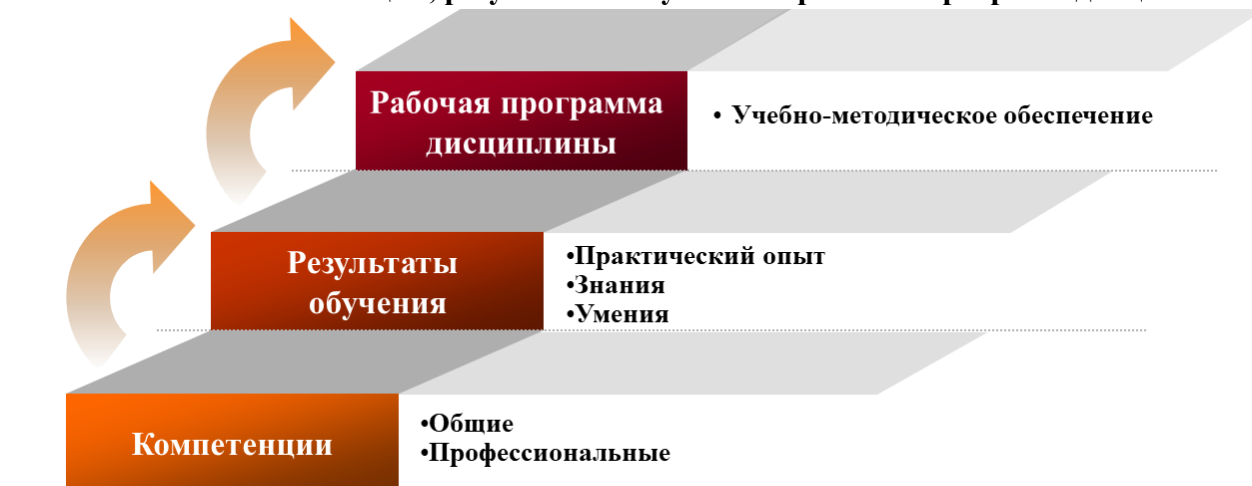 Рабочая программа
дисциплины
• Учебно-методическое обеспечение
Результаты
обучения
•Практический опыт
•Знания
•Умения
Компетенции
•Общие
•Профессиональные